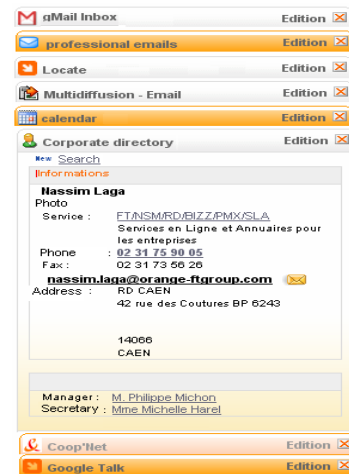 gMail Inbox Edition
professional emails Edition
Locate Edition
Multidiffusion - Email Edition
calendar Edition
Corporate directory Edition
New Search
Informations
Nassim Laga
Photo
Service : FT/NSM/RD/BIZZ/PMX/SLA
Services en Ligne et Annuaires pour
les entreprises
Phone : 02 31 75 90 05
Fax : 02 31 73 56 26
nassim.laga@orange-ftgroup.com
Address : RD CAEN
42 rue des Coutures BP 6243
14066
CAEN
Manager : M. Philippe Michon
Secretary : Mme Michelle Harel
Coop'Net Edition
Google Talk Edition